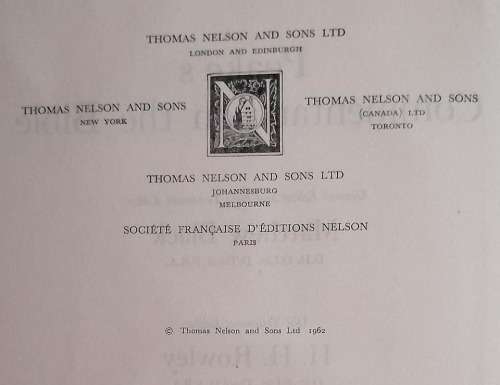 THOMAS NELSON AND SONS LTD
LONDON AND EDINBURGH
THOMAS NELSON AND SONS
NEW YORK
N
THOMAS NELSON AND SONS
(CANADA) LTD
TORONTO
THOMAS NELSON AND SONS LTD
JOHANNESBURG
MELBOURNE
SOCIÉTÉ FRANÇAISE D'ÉDITIONS NELSON
PARIS
© Thomas Nelson and Sons Ltd 1962